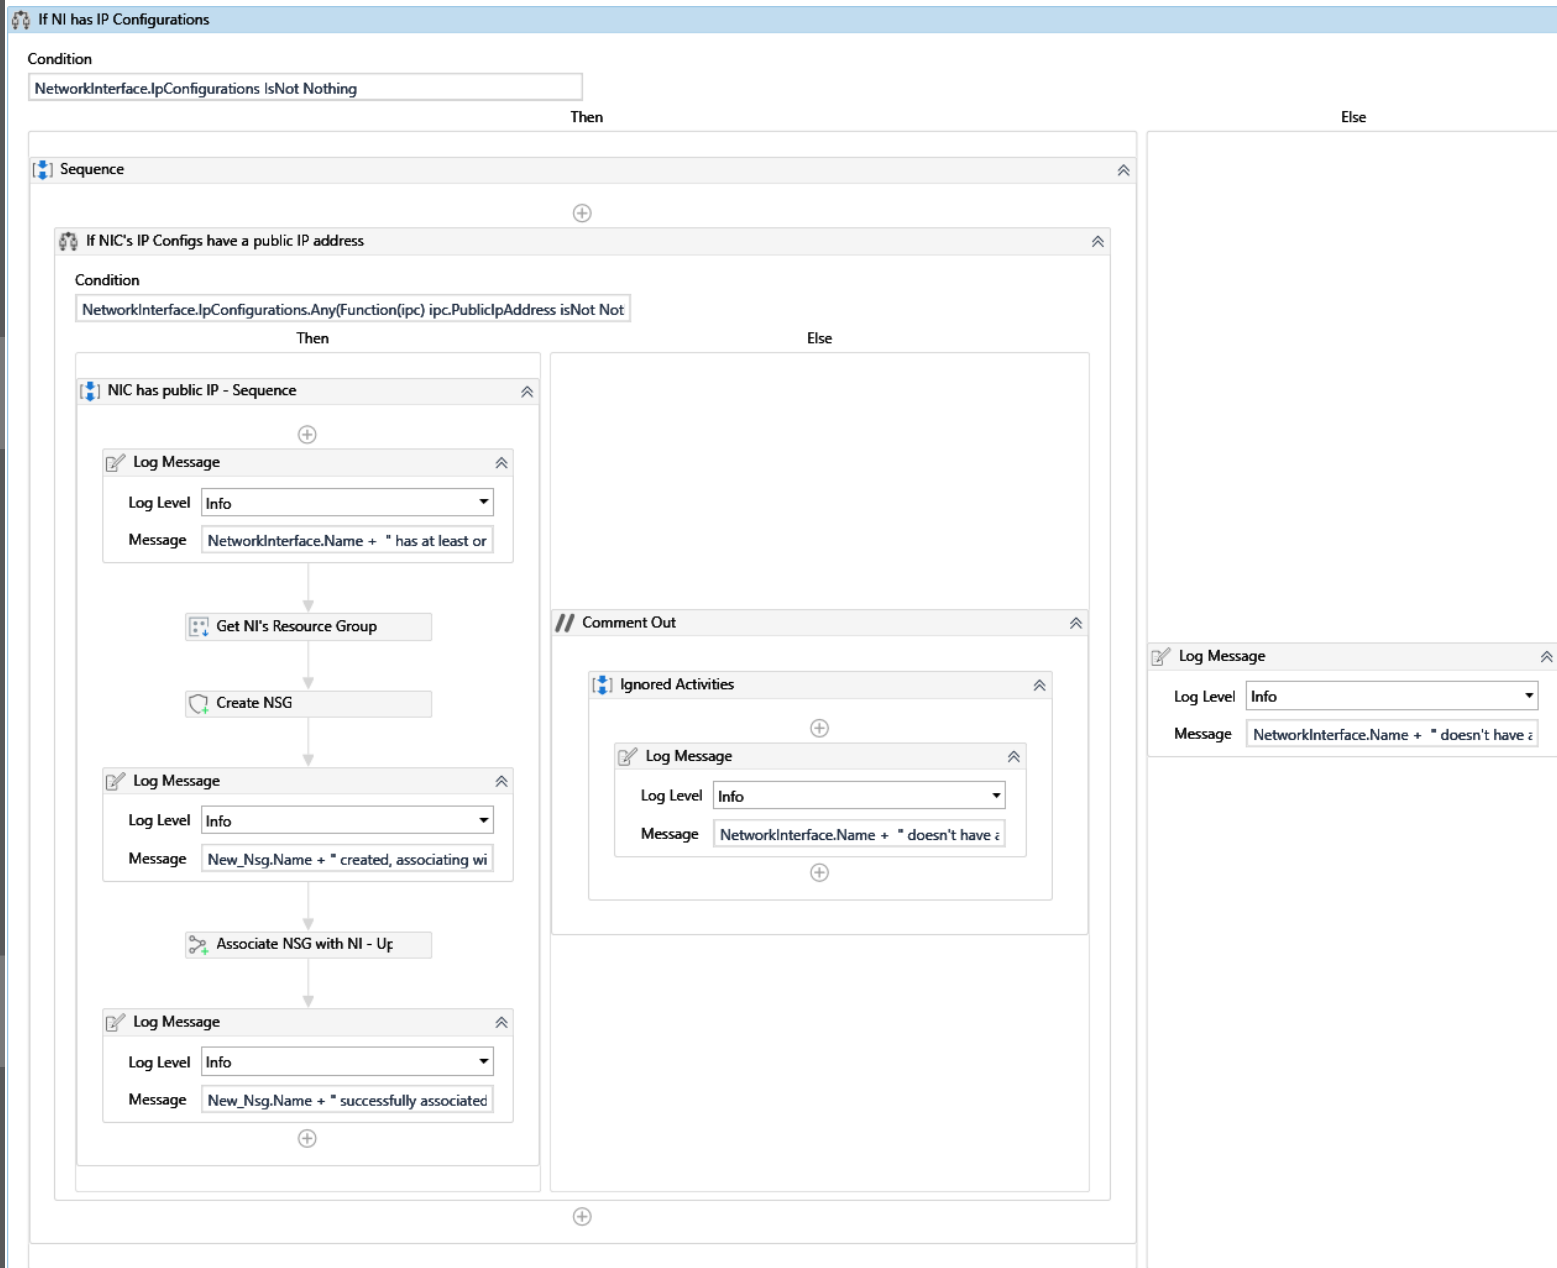 If NI has IP Configurations
Condition
NetworkInterface.IpConfigurations IsNot Nothing
Then
Else
Sequence
If NIC's IP Configs have a public IP address
Condition
NetworkInterface.IpConfigurations.Any(Function(ipc) ipc.PublicIpAddress isNot Not
Then
Else
NIC has public IP - Sequence
Log Message
Log Level Info
Message NetworkInterface.Name + " has at least or
Get NI's Resource Group
Create NSG
Log Message
Log Level Info
Message New_Nsg.Name + " created, associating wi
Associate NSG with NI - Up
Log Message
Log Level Info
Message New_Nsg.Name + " successfully associated
// Comment Out
Ignored Activities
Log Message
Log Level Info
Message NetworkInterface.Name + " doesn't have a
Log Message
Log Level Info
Message NetworkInterface.Name + " doesn't have a